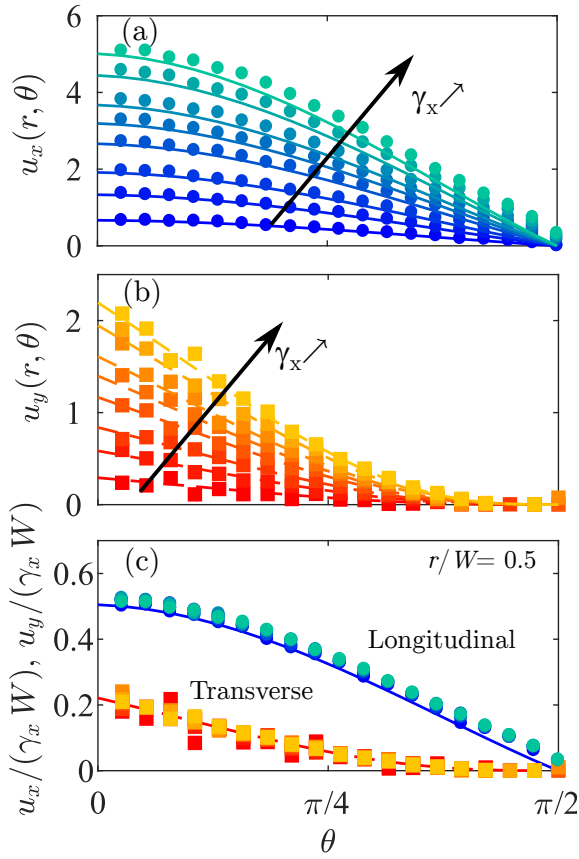 (a)
6
4
2
0
u_x(r, θ)
γ_x↗
(b)
2
1
0
u_y(r, θ)
γ_x↗
(c)
r/W= 0.5
0.6
0.4
0.2
0
u_x/(γ_x W), u_y/(γ_x W)
Longitudinal
Transverse
0
π/4
π/2
θ